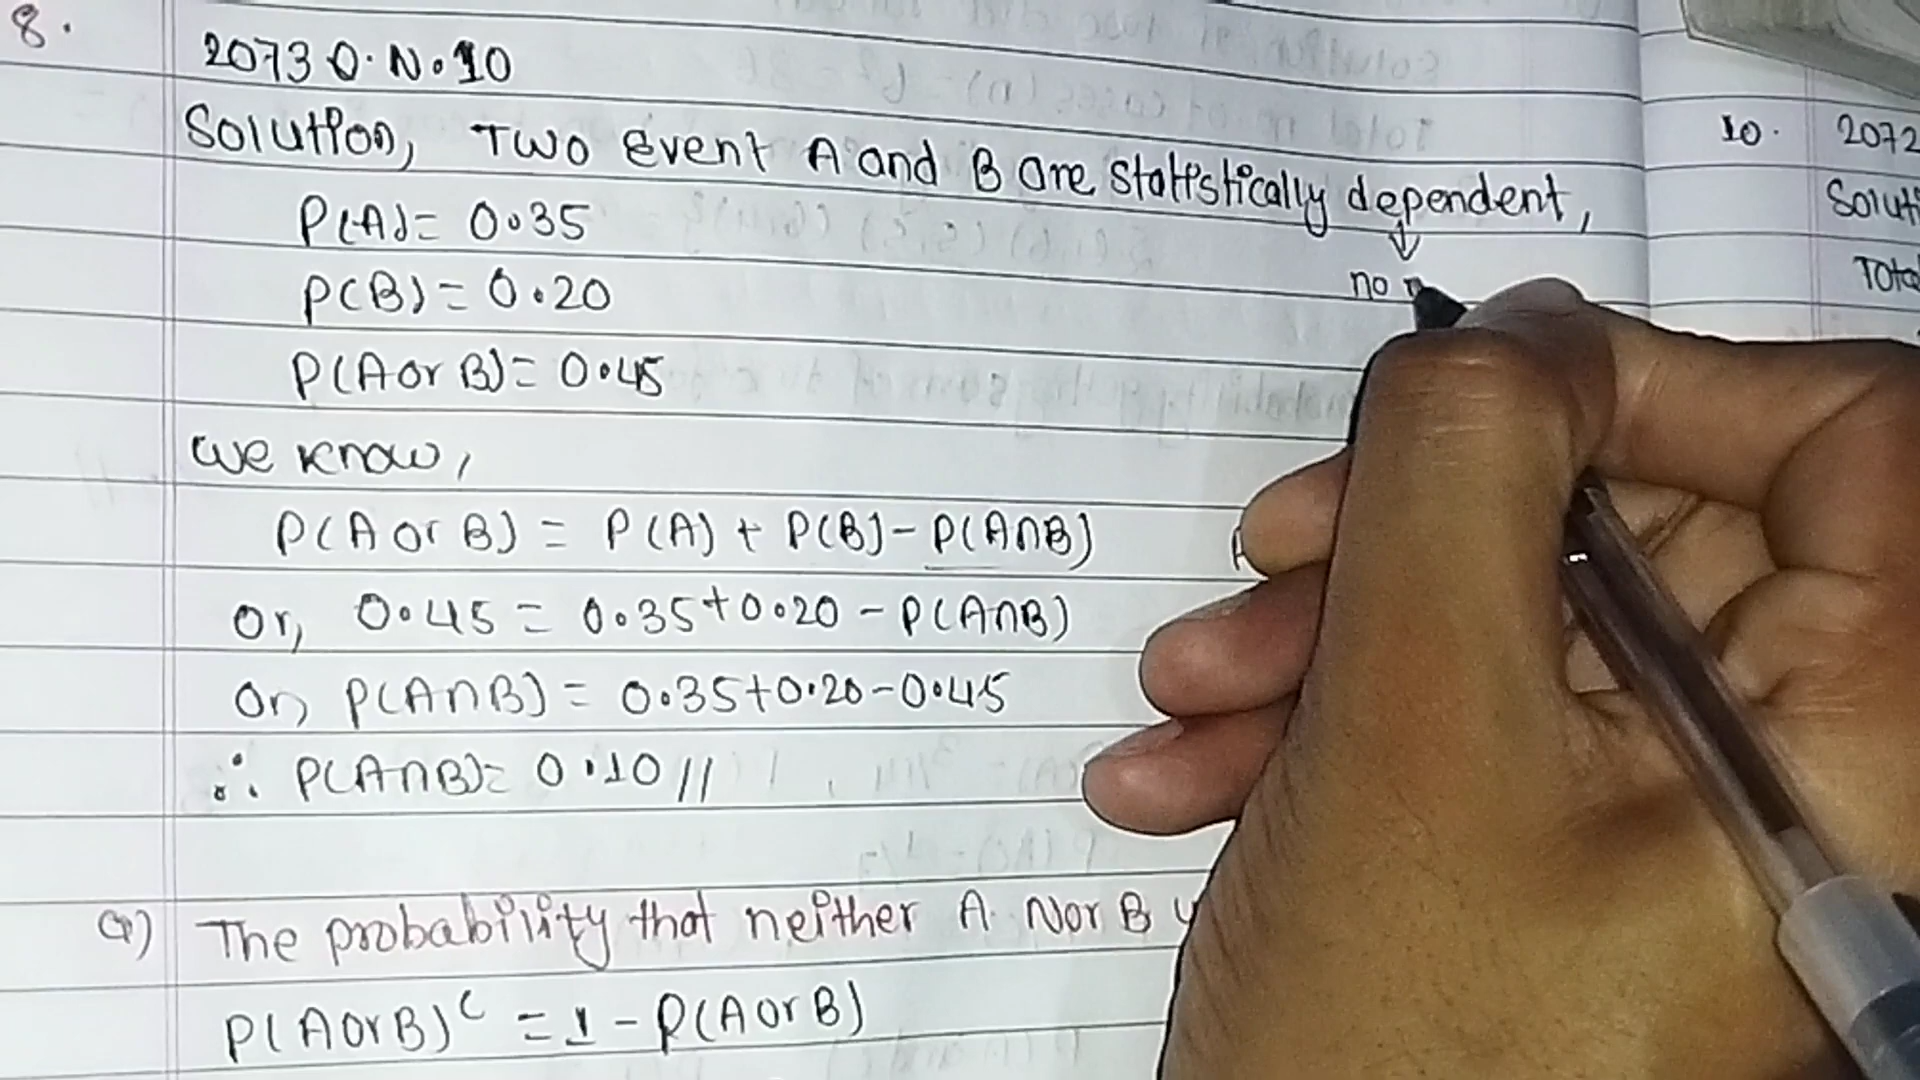 8.
2073 Q.N.10
Solution, Two event A and B are statistically dependent,
P(A) = 0.35
no
P(B) = 0.20
P(A or B) = 0.45
we know,
P(A or B) = P(A) + P(B) - P(A∩B)
or, 0.45 = 0.35 + 0.20 - P(A∩B)
or, P(A∩B) = 0.35 + 0.20 - 0.45
∴ P(A∩B) = 0.10 //
a) The probability that neither A Nor B
P(A or B)ᶜ = 1 - P(A or B)
10. 2072